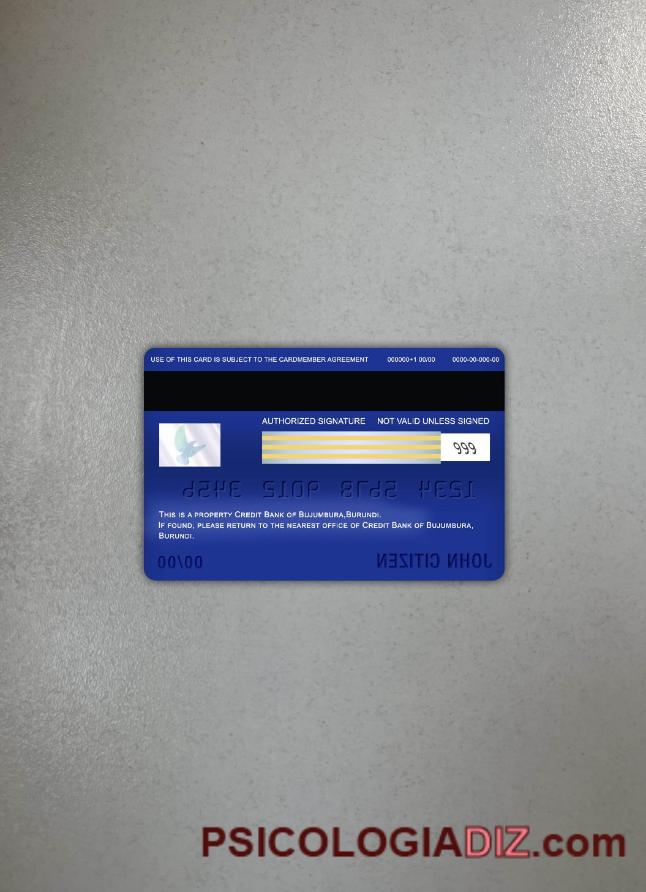 USE OF THIS CARD IS SUBJECT TO THE CARDMEMBER AGREEMENT 000000+1 00/00 0000-00-000-00
AUTHORIZED SIGNATURE NOT VALID UNLESS SIGNED
999
1234 5678 9012 3456
THIS IS A PROPERTY CREDIT BANK OF BUJUMBURA,BURUNDI.
IF FOUND, PLEASE RETURN TO THE NEAREST OFFICE OF CREDIT BANK OF BUJUMBURA,
BURUNDI.
00/00 JOHN CITIZEN
PSICOLOGIADIZ.com